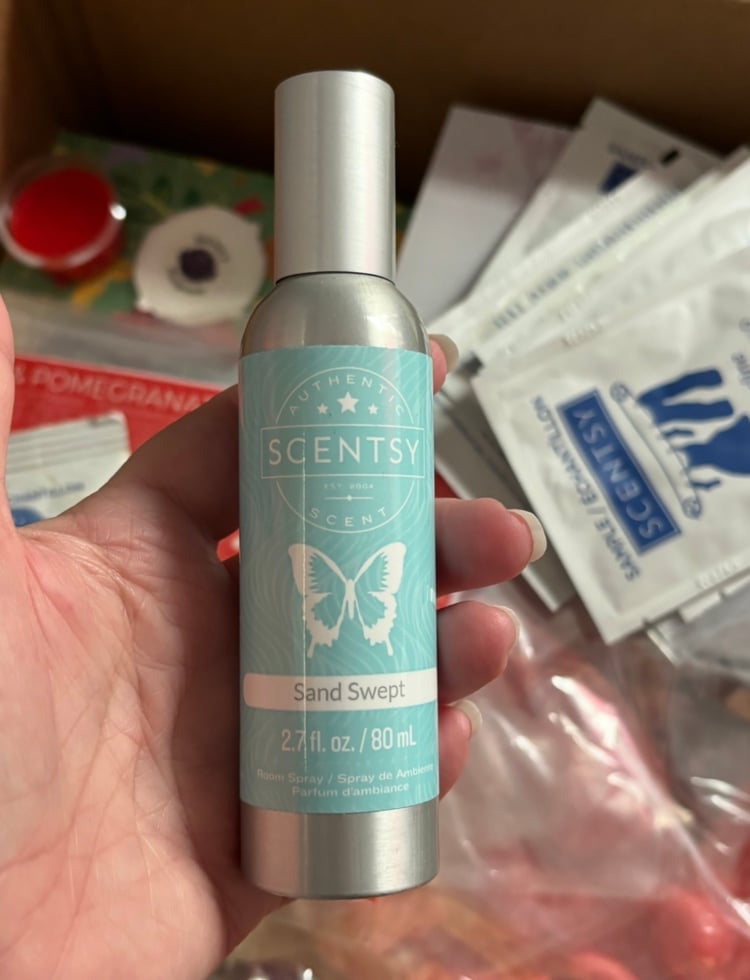 AUTHENTIC
SCENTSY
EST. 2004
SCENT
Sand Swept
2.7 fl. oz. / 80 mL
Room Spray / Spray de Ambiente
Parfum d'ambiance
& POMEGRANA
SAMPLE / ÉCHANTILLON
SCENTSY